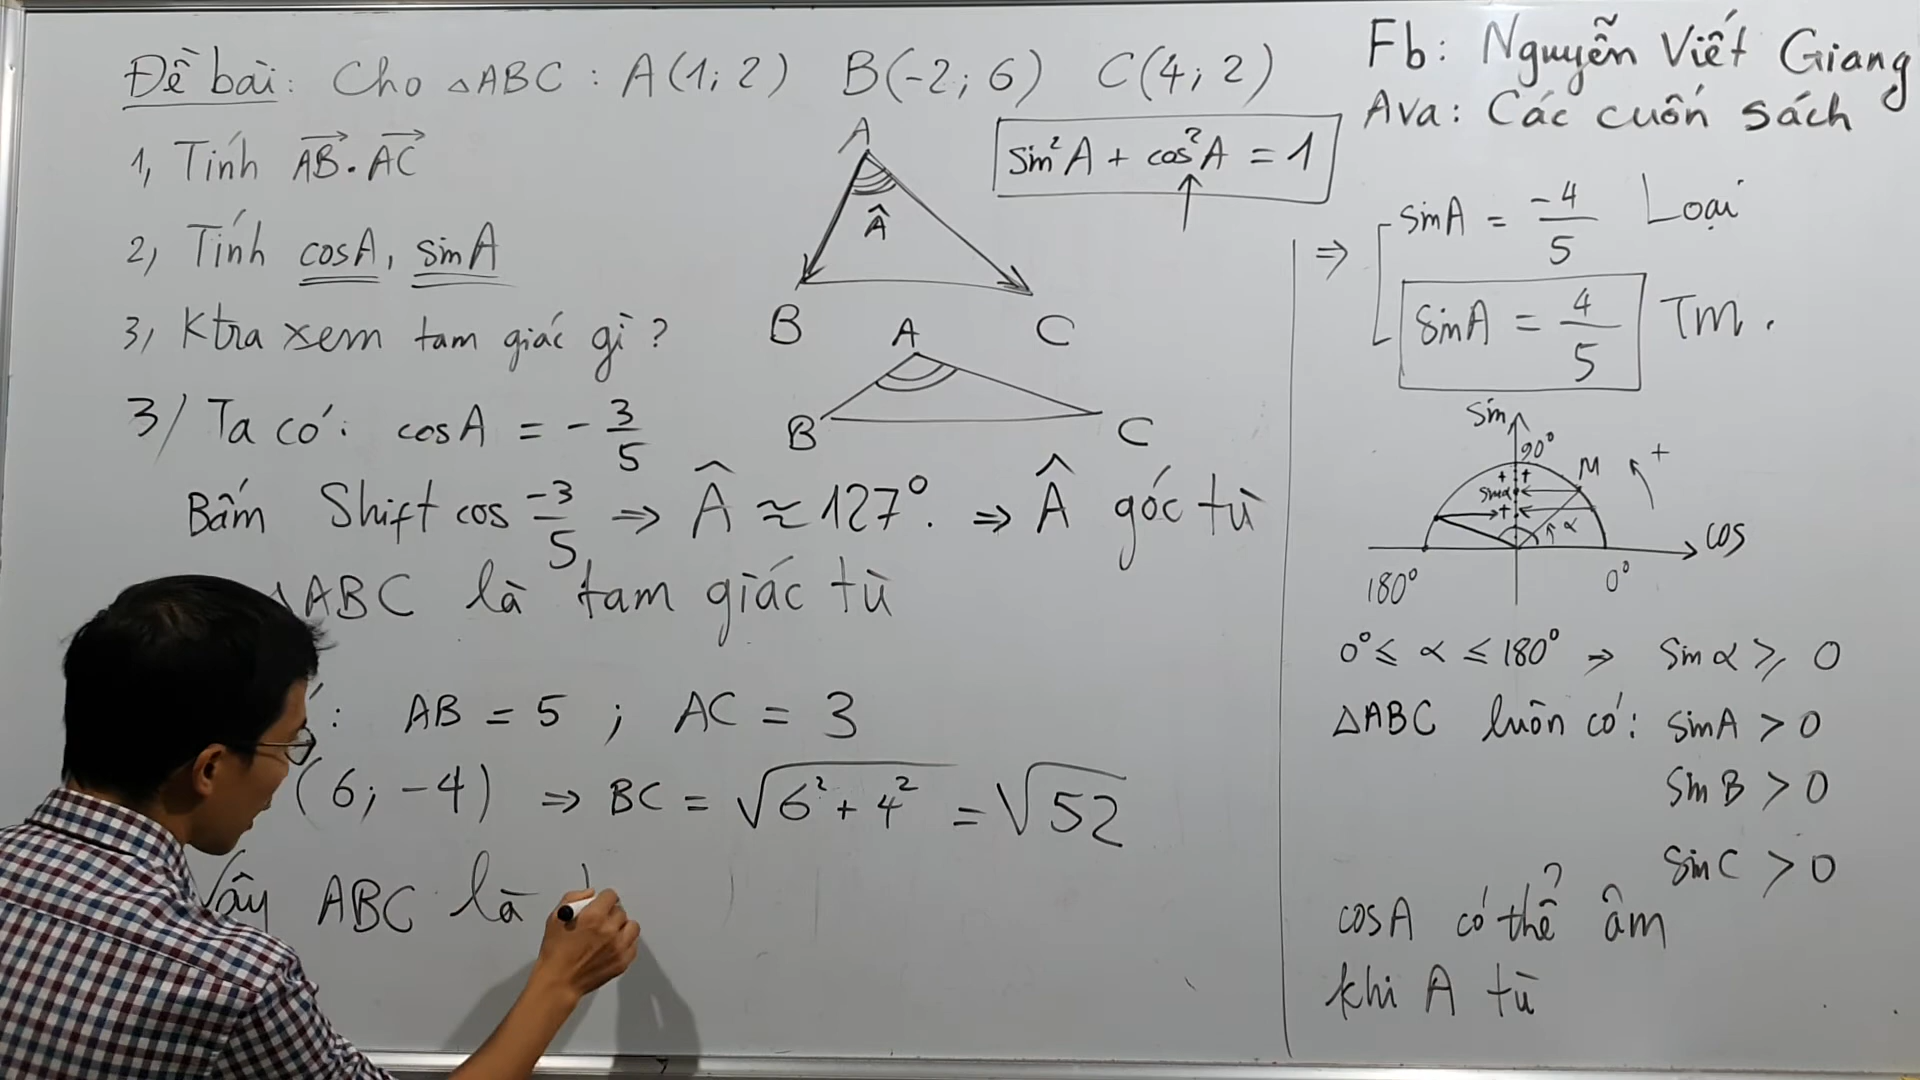 Đề bài: Cho △ABC : A(1; 2) B(-2; 6) C(4; 2)
1, Tính AB⃗.AC⃗
2, Tính cosA, sinA
3, Ktra xem tam giác gì ?
3/ Ta có: cosA = -3/5
Bấm Shift cos -3/5 ⇒ Â ≈ 127°. ⇒ Â góc tù
△ABC là tam giác tù
: AB = 5 ; AC = 3
(6; -4) ⇒ BC = √(6² + 4²) = √52
Vây ABC là
A
Â
B C
A
B C
sin²A + cos²A = 1
↑
Fb: Nguyễn Viết Giang
Ava: Các cuốn sách
⇒ sinA = -4/5 Loại
sinA = 4/5 Tm.
sin
90°
M +
+ +
sinα
+ α
cos
180° 0°
0° ≤ α ≤ 180° ⇒ sinα ≥ 0
△ABC luôn có: sinA > 0
sinB > 0
sinC > 0
cosA có thể âm
khi A tù